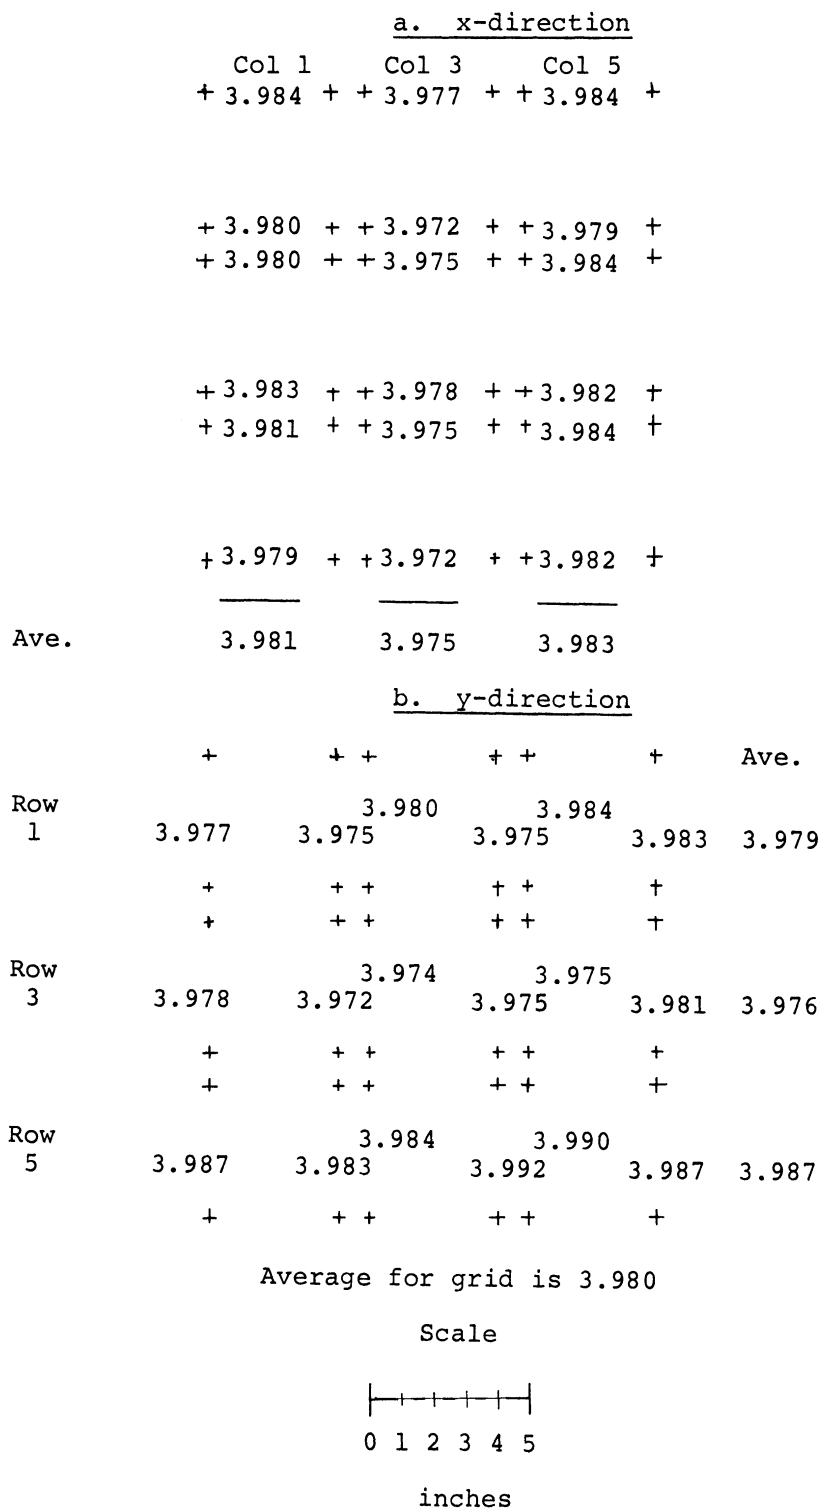 a. x-direction
Col 1 Col 3 Col 5
+ 3.984 + + 3.977 + + 3.984 +
+ 3.980 + + 3.972 + + 3.979 +
+ 3.980 + + 3.975 + + 3.984 +
+ 3.983 + + 3.978 + + 3.982 +
+ 3.981 + + 3.975 + + 3.984 +
+ 3.979 + + 3.972 + + 3.982 +
Ave. 3.981 3.975 3.983
b. y-direction
+ + + + + + Ave.
Row 3.980 3.984
1 3.977 3.975 3.975 3.983 3.979
+ + + + + +
+ + + + + +
Row 3.974 3.975
3 3.978 3.972 3.975 3.981 3.976
+ + + + + +
+ + + + + +
Row 3.984 3.990
5 3.987 3.983 3.992 3.987 3.987
+ + + + + +
Average for grid is 3.980
Scale
0 1 2 3 4 5
inches